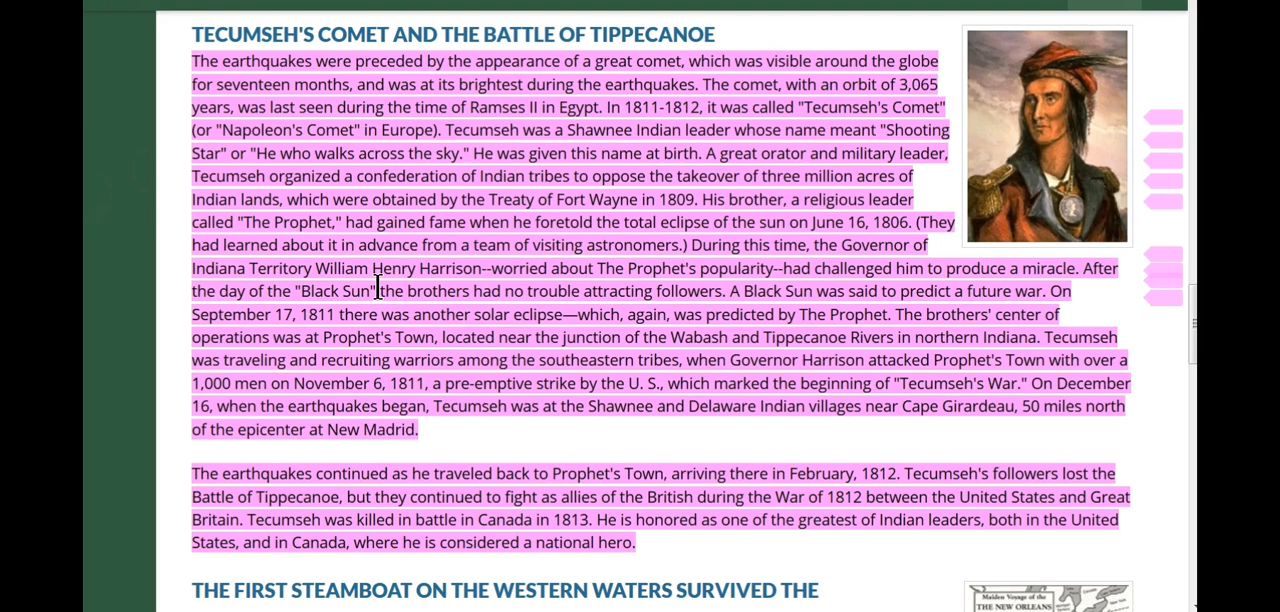 TECUMSEH'S COMET AND THE BATTLE OF TIPPECANOE
The earthquakes were preceded by the appearance of a great comet, which was visible around the globe
for seventeen months, and was at its brightest during the earthquakes. The comet, with an orbit of 3,065
years, was last seen during the time of Ramses II in Egypt. In 1811-1812, it was called "Tecumseh's Comet"
(or "Napoleon's Comet" in Europe). Tecumseh was a Shawnee Indian leader whose name meant "Shooting
Star" or "He who walks across the sky." He was given this name at birth. A great orator and military leader,
Tecumseh organized a confederation of Indian tribes to oppose the takeover of three million acres of
Indian lands, which were obtained by the Treaty of Fort Wayne in 1809. His brother, a religious leader
called "The Prophet," had gained fame when he foretold the total eclipse of the sun on June 16, 1806. (They
had learned about it in advance from a team of visiting astronomers.) During this time, the Governor of
Indiana Territory William Henry Harrison--worried about The Prophet's popularity--had challenged him to produce a miracle. After
the day of the "Black Sun" the brothers had no trouble attracting followers. A Black Sun was said to predict a future war. On
September 17, 1811 there was another solar eclipse—which, again, was predicted by The Prophet. The brothers' center of
operations was at Prophet's Town, located near the junction of the Wabash and Tippecanoe Rivers in northern Indiana. Tecumseh
was traveling and recruiting warriors among the southeastern tribes, when Governor Harrison attacked Prophet's Town with over a
1,000 men on November 6, 1811, a pre-emptive strike by the U. S., which marked the beginning of "Tecumseh's War." On December
16, when the earthquakes began, Tecumseh was at the Shawnee and Delaware Indian villages near Cape Girardeau, 50 miles north
of the epicenter at New Madrid.
The earthquakes continued as he traveled back to Prophet's Town, arriving there in February, 1812. Tecumseh's followers lost the
Battle of Tippecanoe, but they continued to fight as allies of the British during the War of 1812 between the United States and Great
Britain. Tecumseh was killed in battle in Canada in 1813. He is honored as one of the greatest of Indian leaders, both in the United
States, and in Canada, where he is considered a national hero.
THE FIRST STEAMBOAT ON THE WESTERN WATERS SURVIVED THE
Maiden Voyage of the
THE NEW ORLEANS